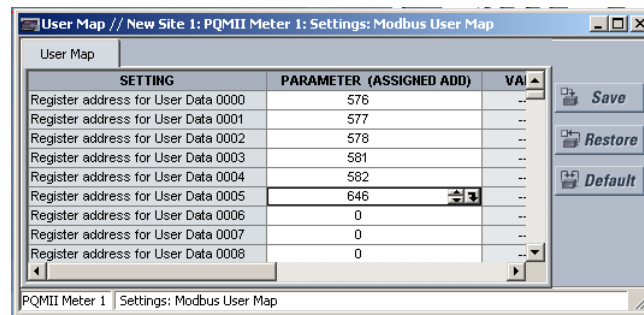 User Map // New Site 1: PQMII Meter 1: Settings: Modbus User Map
User Map
SETTING PARAMETER (ASSIGNED ADD) VA
Register address for User Data 0000 576 --
Register address for User Data 0001 577 --
Register address for User Data 0002 578 --
Register address for User Data 0003 581 --
Register address for User Data 0004 582 --
Register address for User Data 0005 646 --
Register address for User Data 0006 0 --
Register address for User Data 0007 0 --
Register address for User Data 0008 0 --
Save
Restore
Default
PQMII Meter 1 Settings: Modbus User Map